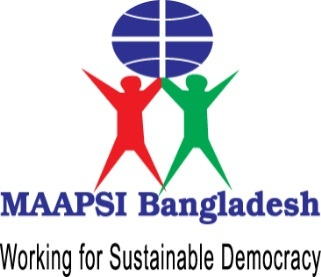 MAAPSI Bangladesh
Working for Sustainable Democracy